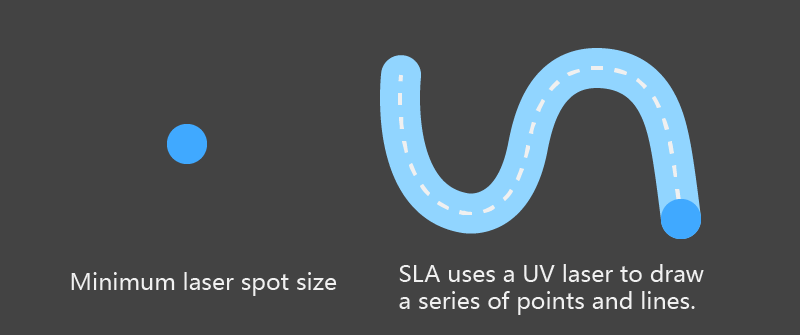 Minimum laser spot size
SLA uses a UV laser to draw
a series of points and lines.